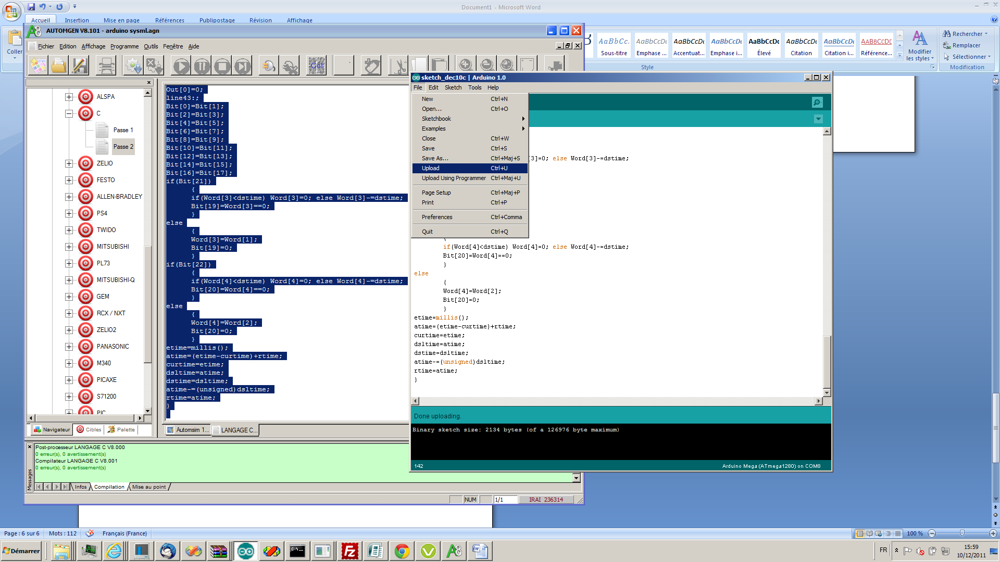 Document1 - Microsoft Word
Accueil
Insertion
Mise en page
Références
Publipostage
Révision
Affichage
Coller
AaBbCc.
AaBbCcDc
AaBbCcDc
AaBbCcDc
AaBbCcDc
AaBbCcDc
AaBbCcDc
AABBCCDE
Sous-titre
Emphase ...
Accentuat...
Emphase i...
Élevé
Citation
Citation i...
Référence...
Modifier
les styles
Rechercher
Remplacer
Sélectionner
Style
Modification
AUTOMGEN V8.101 - arduino sysml.agn
Fichier Edition Affichage Programme Outils Fenêtre Aide
Go!
ALSPA
C
Passe 1
Passe 2
ZELIO
FESTO
ALLEN-BRADLEY
PS4
TWIDO
MITSUBISHI
PL73
MITSUBISHI-Q
GEM
RCX / NXT
ZELIO2
PANASONIC
M340
PICAXE
S71200
PIC
Navigateur
Cibles
Palette
Out[0]=0;
line43:;
Bit[0]=Bit[1];
Bit[2]=Bit[3];
Bit[4]=Bit[5];
Bit[6]=Bit[7];
Bit[8]=Bit[9];
Bit[10]=Bit[11];
Bit[12]=Bit[13];
Bit[14]=Bit[15];
Bit[16]=Bit[17];
if(Bit[21])
{
if(Word[3]<dstime) Word[3]=0; else Word[3]-=dstime;
Bit[19]=Word[3]==0;
}
else
{
Word[3]=Word[1];
Bit[19]=0;
}
if(Bit[22])
{
if(Word[4]<dstime) Word[4]=0; else Word[4]-=dstime;
Bit[20]=Word[4]==0;
}
else
{
Word[4]=Word[2];
Bit[20]=0;
}
etime=millis();
atime=(etime-curtime)+rtime;
curtime=etime;
dsltime=atime;
dstime=dsltime;
atime-=(unsigned)dsltime;
rtime=atime;
}
Automsim 1...
LANGAGE C...
Messages
Post-processeur LANGAGE C V8.000
0 erreur(s), 0 avertissement(s)
Compilateur LANGAGE C V8.001
0 erreur(s), 0 avertissement(s)
Infos
Compilation
Mise au point
NUM
1/1
IRAI 236314
sketch_dec10c | Arduino 1.0
File Edit Sketch Tools Help
New Ctrl+N
Open... Ctrl+O
Sketchbook
Examples
Close Ctrl+W
Save Ctrl+S
Save As... Ctrl+Maj+S
Upload Ctrl+U
Upload Using Programmer Ctrl+Maj+U
Page Setup Ctrl+Maj+P
Print Ctrl+P
Preferences Ctrl+Comma
Quit Ctrl+Q
[3]=0; else Word[3]-=dstime;
{
if(Word[4]<dstime) Word[4]=0; else Word[4]-=dstime;
Bit[20]=Word[4]==0;
}
else
{
Word[4]=Word[2];
Bit[20]=0;
}
etime=millis();
atime=(etime-curtime)+rtime;
curtime=etime;
dsltime=atime;
dstime=dsltime;
atime-=(unsigned)dsltime;
rtime=atime;
}
Done uploading.
Binary sketch size: 2134 bytes (of a 126976 byte maximum)
142
Arduino Mega (ATmega1280) on COM8
Page : 6 sur 6
Mots : 112
Français (France)
100 %
Démarrer
FR
15:59
10/12/2011